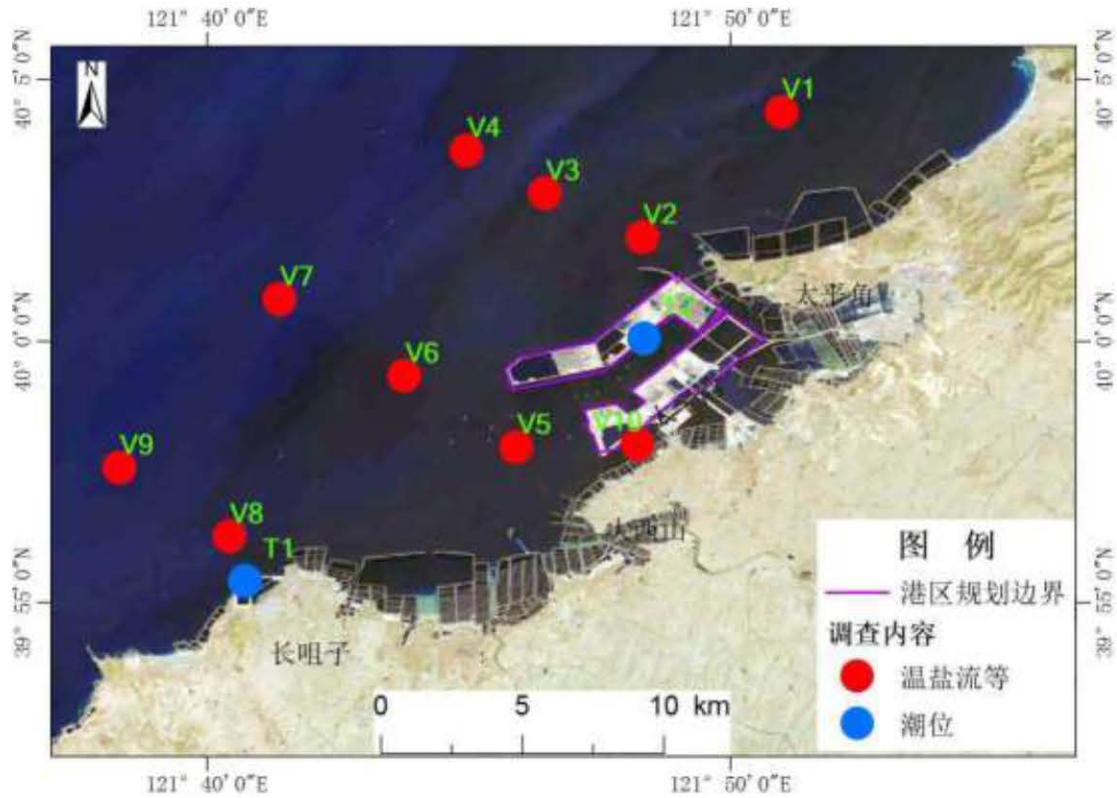 121° 40′0″E
121° 50′0″E
40° 5′0″N
40° 5′0″N
N
V1
V4
V3
V2
V7
太平角
40° 0′0″N
40° 0′0″N
V6
V9
V5
V10
V8
T1
图 例
港区规划边界
39° 55′0″N
39° 55′0″N
调查内容
长咀子
温盐流等
0 5 10 km
潮位
121° 40′0″E
121° 50′0″E